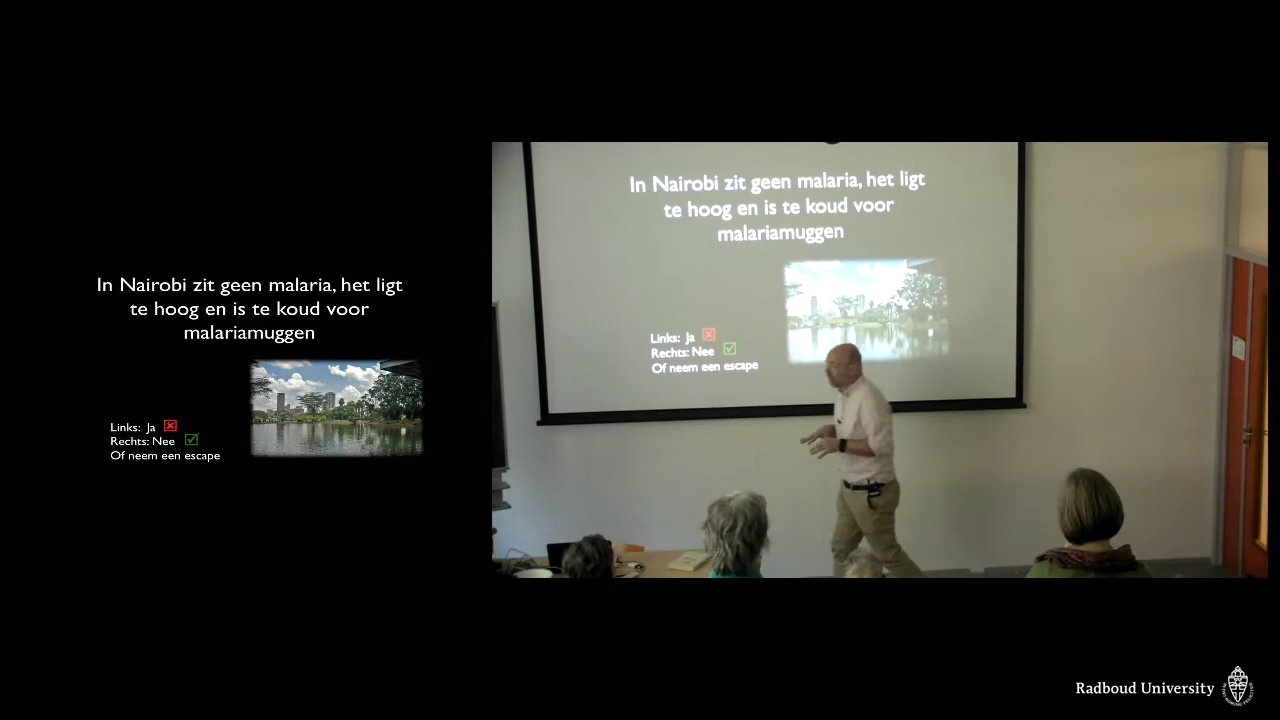 In Nairobi zit geen malaria, het ligt
te hoog en is te koud voor
malariamuggen
Links: Ja
Rechts: Nee
Of neem een escape
In Nairobi zit geen malaria, het ligt
te hoog en is te koud voor
malariamuggen
Links: Ja
Rechts: Nee
Of neem een escape
Radboud University